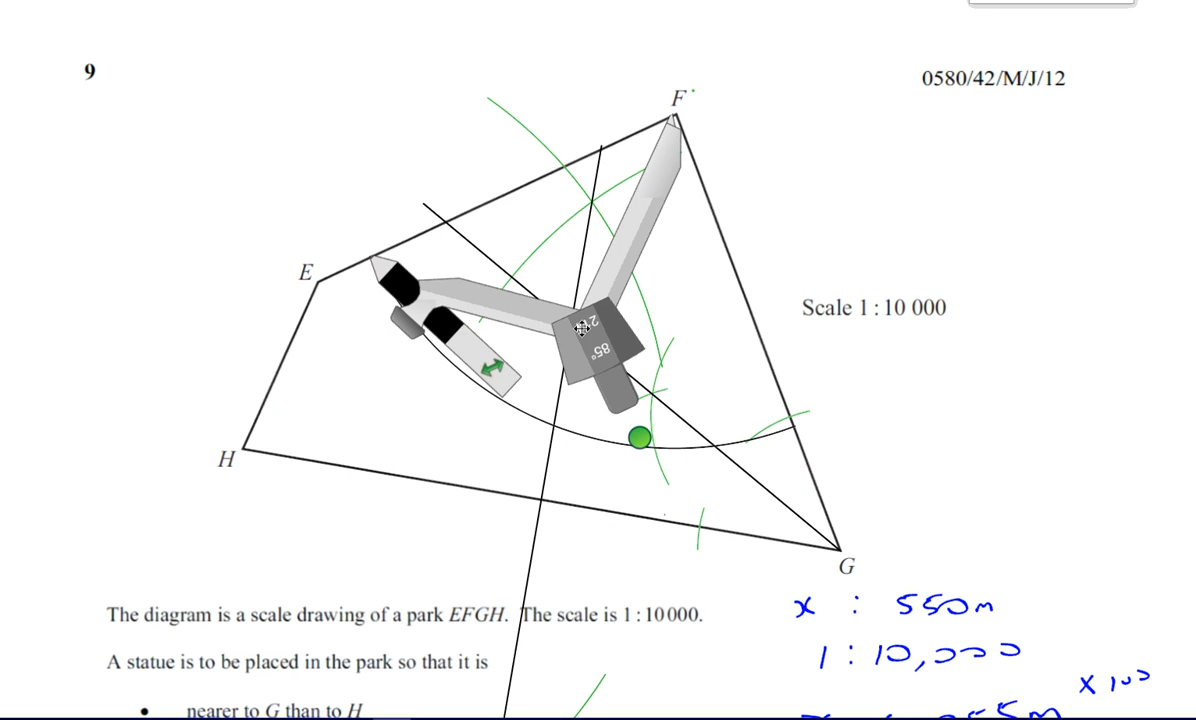 9
0580/42/M/J/12
F
E
Scale 1 : 10 000
85°
H
G
The diagram is a scale drawing of a park EFGH. The scale is 1 : 10 000.
x : 550m
A statue is to be placed in the park so that it is
1 : 10,000
x 100
• nearer to G than to H